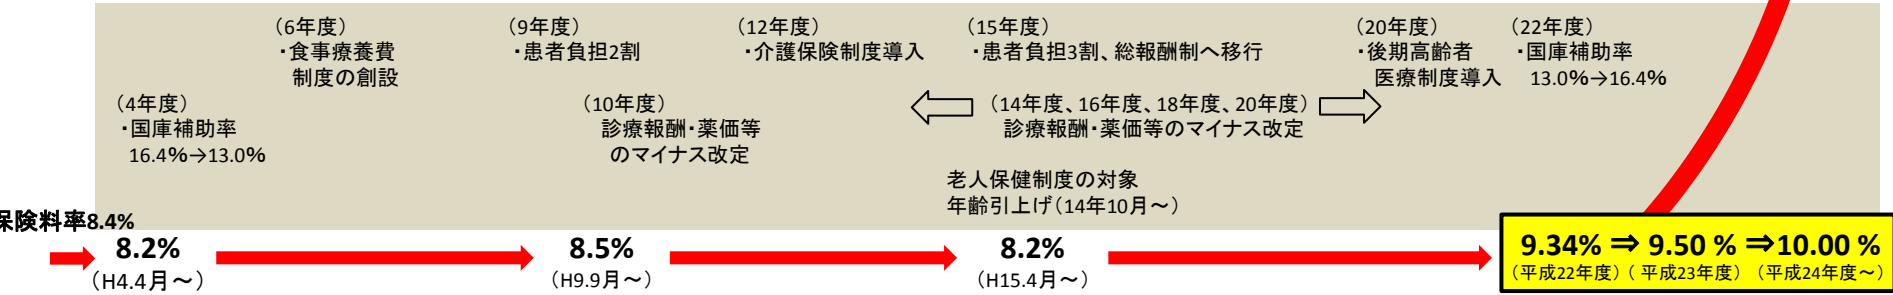 （6年度）
・食事療養費
制度の創設
（9年度）
・患者負担2割
（12年度）
・介護保険制度導入
（15年度）
・患者負担3割、総報酬制へ移行
（20年度）
・後期高齢者
医療制度導入
（22年度）
・国庫補助率
13.0%→16.4%
（4年度）
・国庫補助率
16.4%→13.0%
（10年度）
診療報酬・薬価等
のマイナス改定
（14年度、16年度、18年度、20年度）
診療報酬・薬価等のマイナス改定
老人保健制度の対象
年齢引上げ（14年10月～）
保険料率8.4%
8.2%
（H4.4月～）
8.5%
（H9.9月～）
8.2%
（H15.4月～）
9.34% ⇒ 9.50 % ⇒10.00 %
（平成22年度）（ 平成23年度） （平成24年度～）